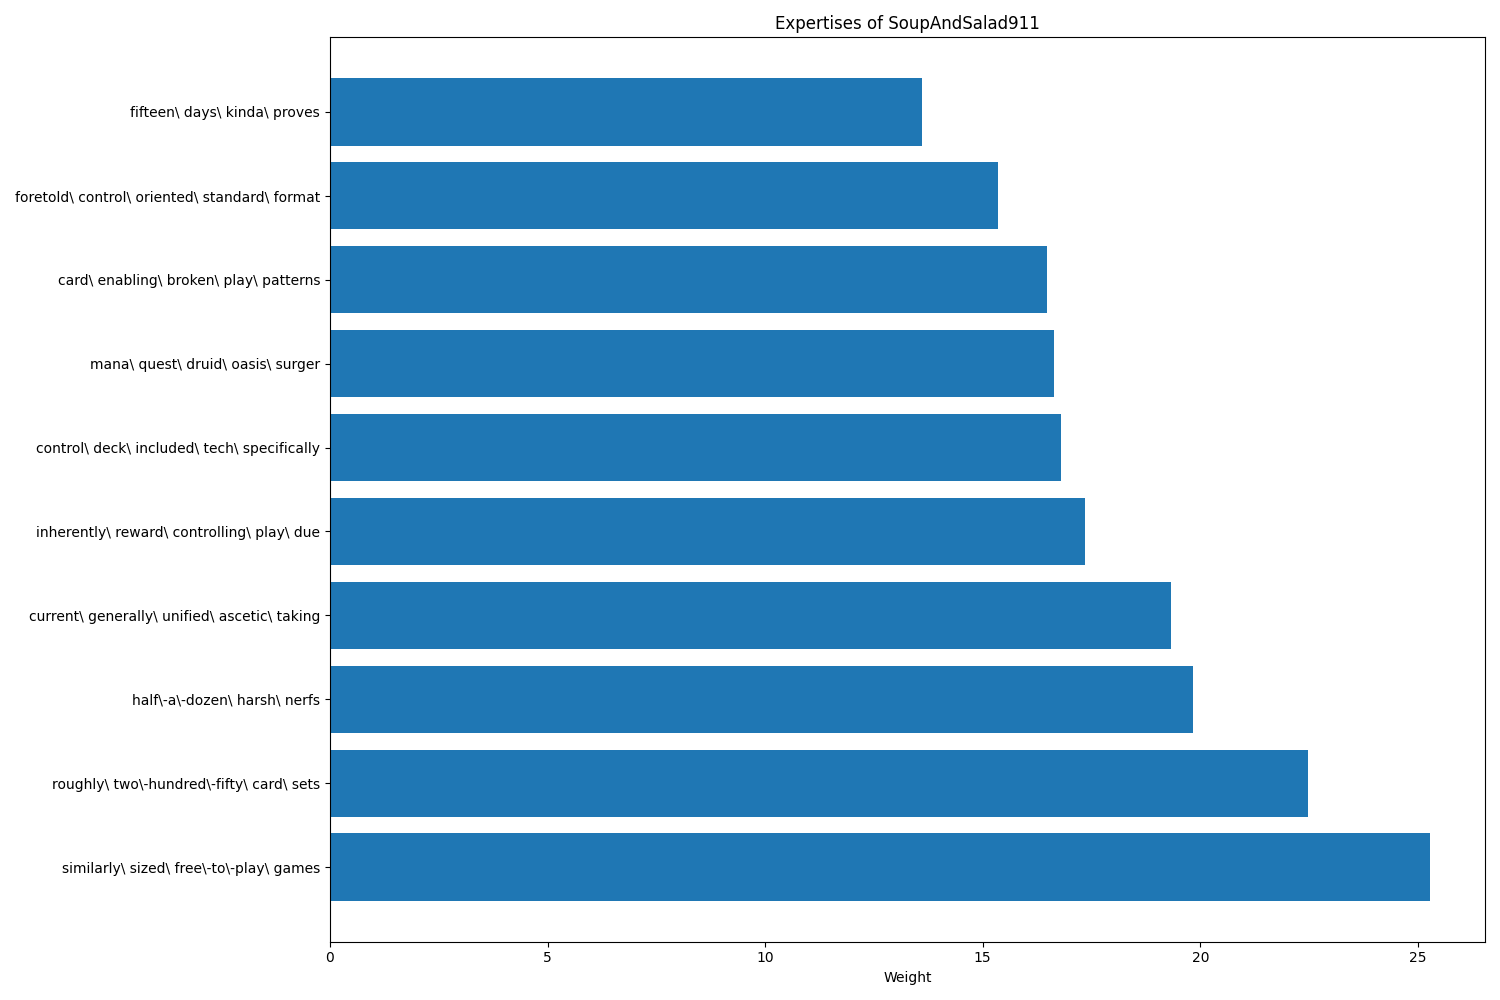 Expertises of SoupAndSalad911
fifteen\ days\ kinda\ proves
foretold\ control\ oriented\ standard\ format
card\ enabling\ broken\ play\ patterns
mana\ quest\ druid\ oasis\ surger
control\ deck\ included\ tech\ specifically
inherently\ reward\ controlling\ play\ due
current\ generally\ unified\ ascetic\ taking
half\-a\-dozen\ harsh\ nerfs
roughly\ two\-hundred\-fifty\ card\ sets
similarly\ sized\ free\-to\-play\ games
0 5 10 15 20 25
Weight